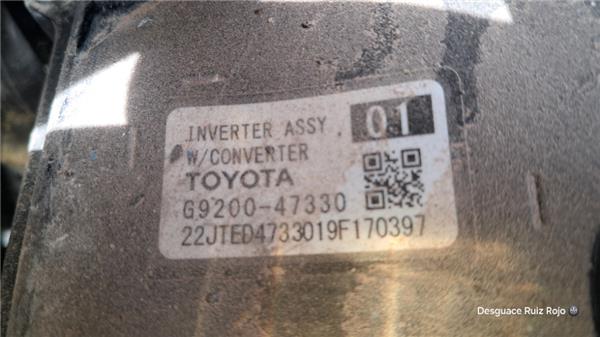 INVERTER ASSY. 01
W/CONVERTER
TOYOTA
G9200-47330
22JTED4733019F170397
Desguace Ruiz Rojo